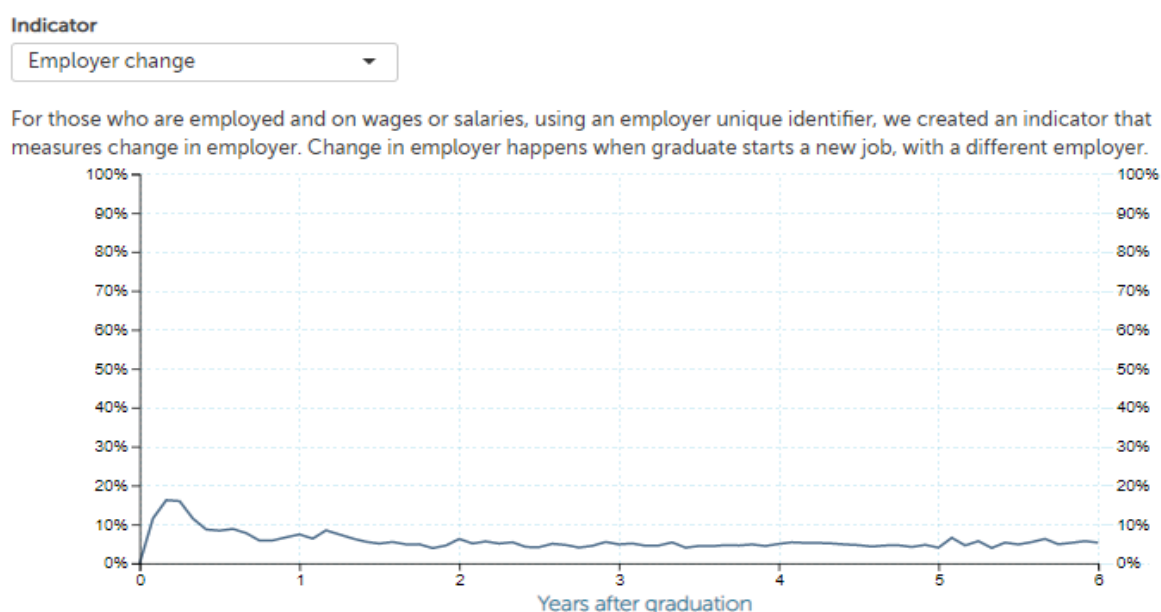 Indicator
Employer change
For those who are employed and on wages or salaries, using an employer unique identifier, we created an indicator that
measures change in employer. Change in employer happens when graduate starts a new job, with a different employer.
100% 100%
90% 90%
80% 80%
70% 70%
60% 60%
50% 50%
40% 40%
30% 30%
20% 20%
10% 10%
0% 0%
0 1 2 3 4 5 6
Years after graduation